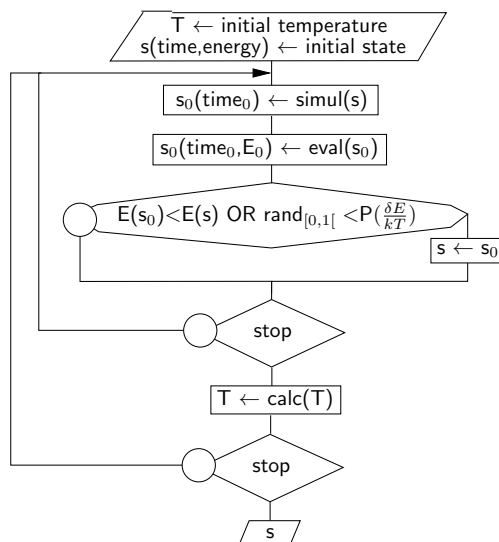 T ← initial temperature
s(time,energy) ← initial state
s₀(time₀) ← simul(s)
s₀(time₀,E₀) ← eval(s₀)
E(s₀)<E(s) OR rand[0,1[ <P(δE/kT)
s ← s₀
stop
T ← calc(T)
stop
s